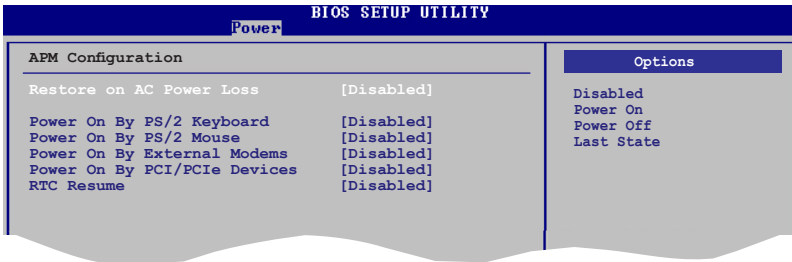 BIOS SETUP UTILITY
Power
APM Configuration
Restore on AC Power Loss [Disabled]
Power On By PS/2 Keyboard [Disabled]
Power On By PS/2 Mouse [Disabled]
Power On By External Modems [Disabled]
Power On By PCI/PCIe Devices [Disabled]
RTC Resume [Disabled]
Options
Disabled
Power On
Power Off
Last State